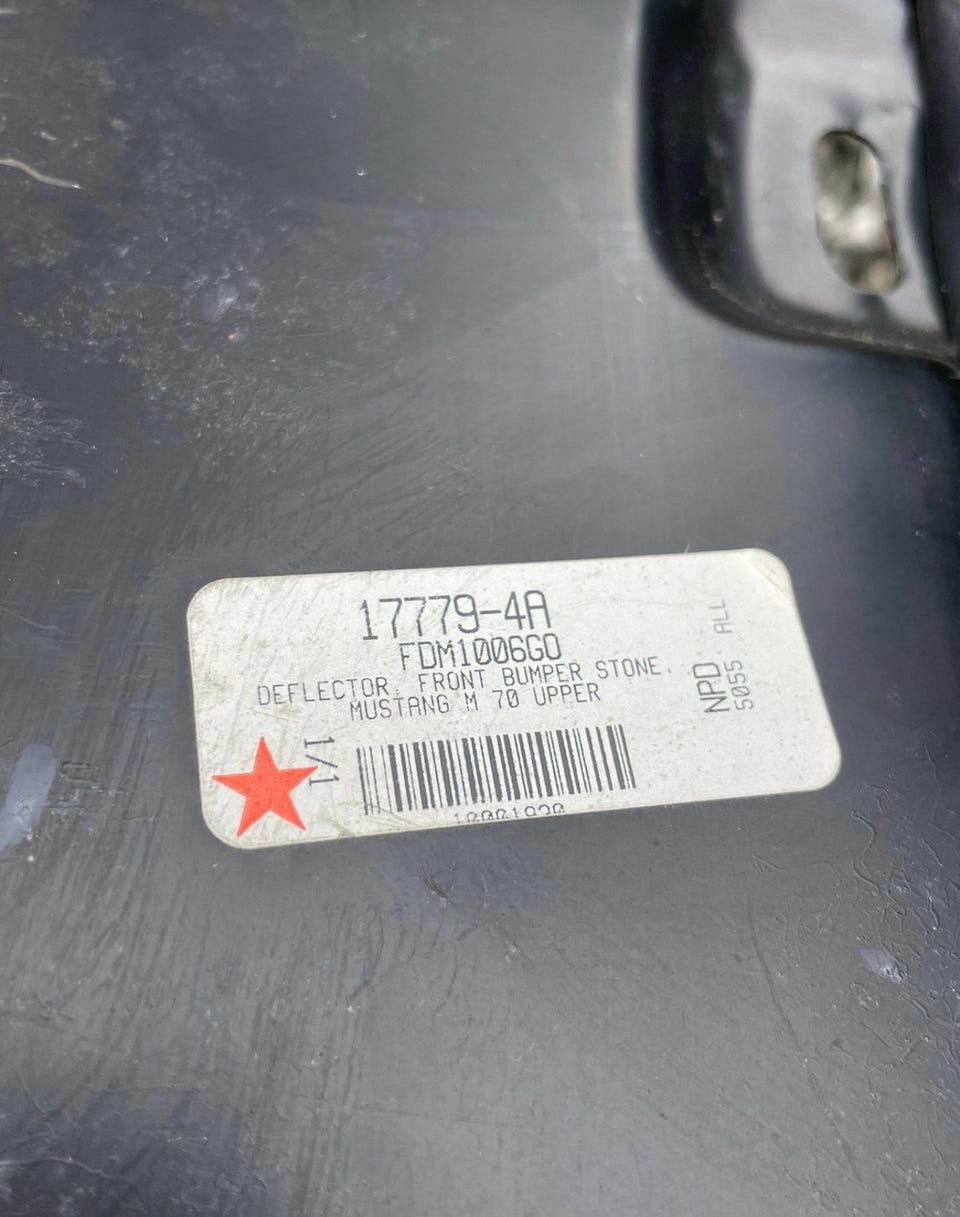 17779-4A
FDM1006GO
DEFLECTOR, FRONT BUMPER STONE.
MUSTANG M 70 UPPER
1/1
NPD
5055 ALL